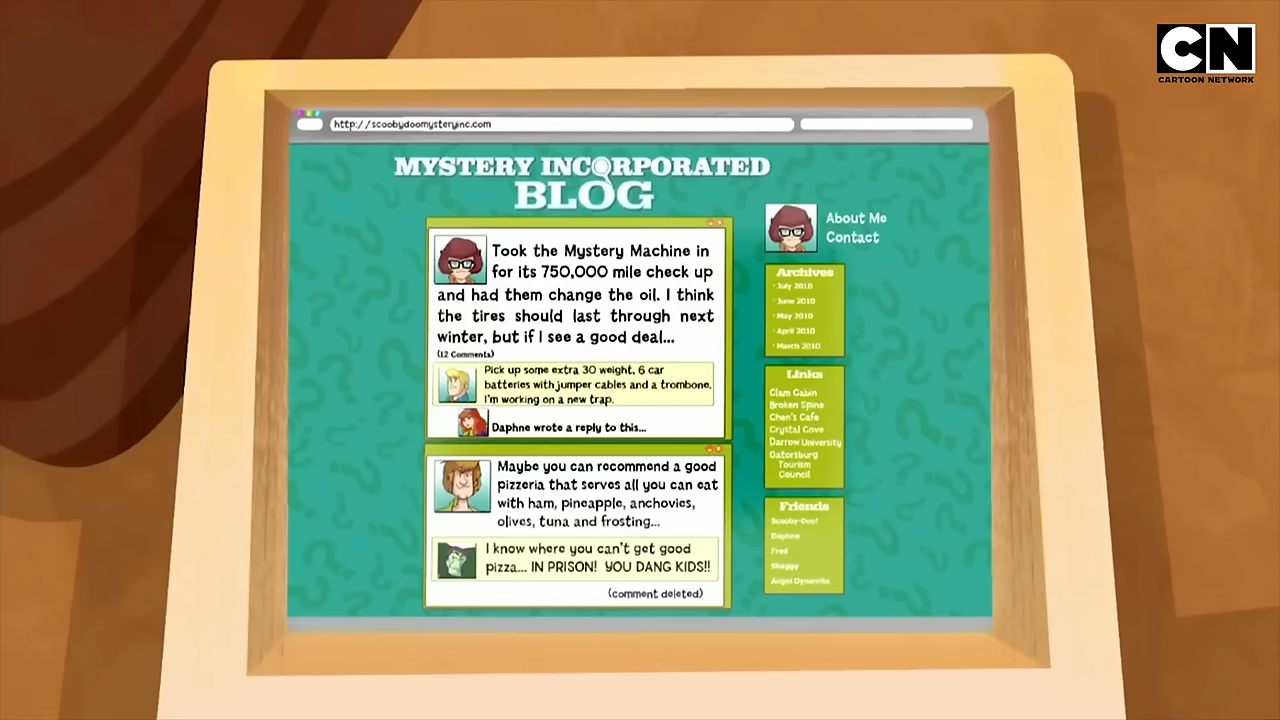 CN
CARTOON NETWORK
http://scoobydoomysteryinc.com
MYSTERY INCORPORATED
BLOG
Took the Mystery Machine in
for its 750,000 mile check up
and had them change the oil. I think
the tires should last through next
winter, but if I see a good deal...
(12 Comments)
Pick up some extra 30 weight, 6 car
batteries with jumper cables and a trombone.
I'm working on a new trap.
Daphne wrote a reply to this...
Maybe you can recommend a good
pizzeria that serves all you can eat
with ham, pineapple, anchovies,
olives, tuna and frosting...
I know where you can't get good
pizza... IN PRISON! YOU DANG KIDS!!
(comment deleted)
About Me
Contact
Archives
· July 2010
· June 2010
· May 2010
· April 2010
· March 2010
Links
Clam Cabin
Broken Spine
Chen's Cafe
Crystal Cove
Darrow University
Gatorsburg
Tourism
Council
Friends
Scooby-Doo!
Daphne
Fred
Shaggy
Angel Dynamite